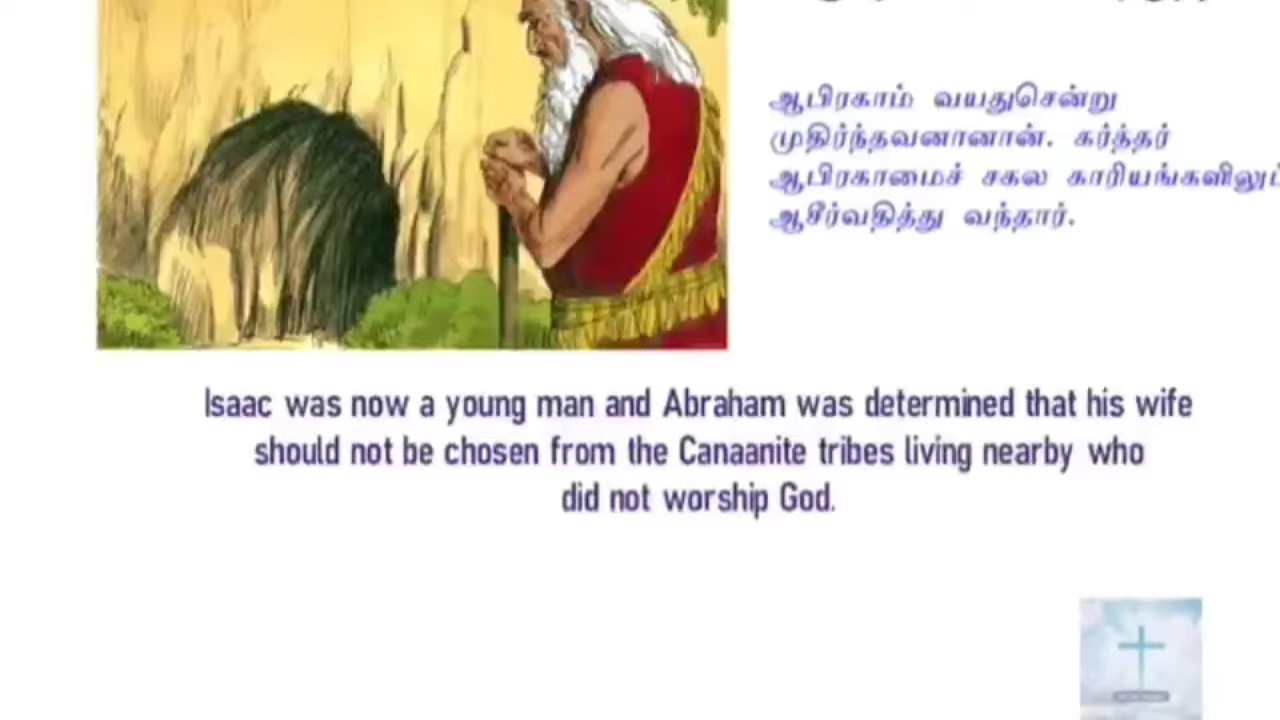 ஆபிரகாம் வயதுசென்று
முதிர்ந்தவனானான். கர்த்தர்
ஆபிரகாமைச் சகல
ஆசீர்வதித்து வந்தார்.
Isaac was now a young man and Abraham was determined that his wife
should not be chosen from the Canaanite tribes living nearby who
did not worship God.